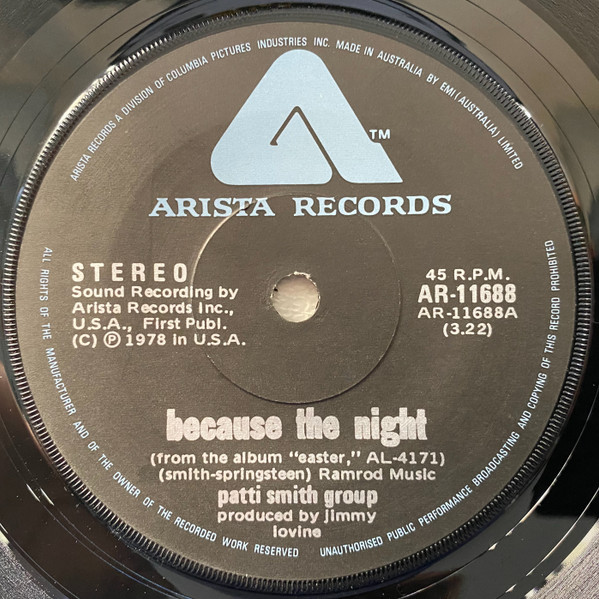 ARISTA RECORDS A DIVISION OF COLUMBIA PICTURES INDUSTRIES INC. MADE IN AUSTRALIA BY EMI (AUSTRALIA) LIMITED
TM
ARISTA RECORDS
STEREO
Sound Recording by
Arista Records Inc.,
U.S.A., First Publ.
(C) Ⓟ 1978 in U.S.A.
45 R.P.M.
AR-11688
AR-11688A
(3.22)
because the night
(from the album "easter," AL-4171)
(smith-springsteen) Ramrod Music
patti smith group
produced by jimmy
iovine
ALL RIGHTS OF THE MANUFACTURER AND OF THE OWNER OF THE RECORDED WORK RESERVED UNAUTHORISED PUBLIC PERFORMANCE BROADCASTING AND COPYING OF THIS RECORD PROHIBITED